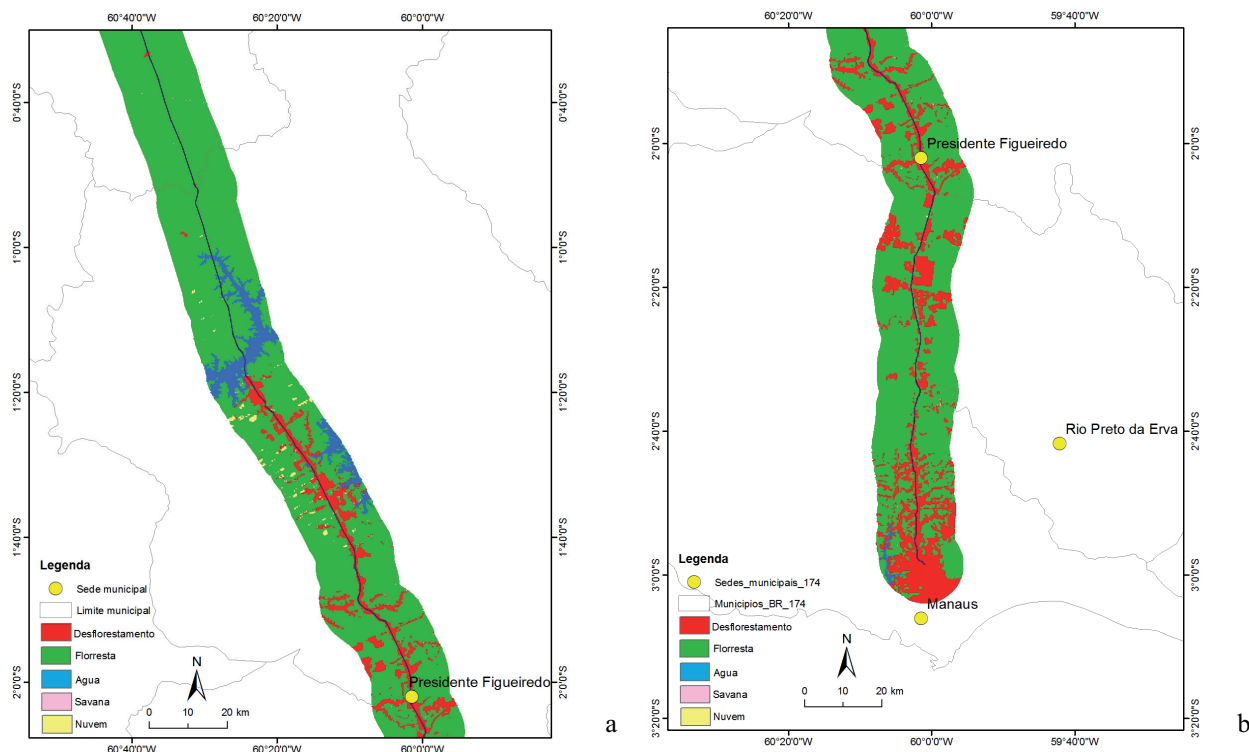 60°40'0"W 60°20'0"W 60°0'0"W
0°40'0"S 0°40'0"S
1°0'0"S 1°0'0"S
1°20'0"S 1°20'0"S
1°40'0"S 1°40'0"S
2°0'0"S 2°0'0"S
Presidente Figueiredo
Legenda
Sede municipal
Limite municipal
Desflorestamento
Florresta
Agua
Savana
Nuvem
N
0 10 20 km
60°40'0"W 60°20'0"W 60°0'0"W
a
60°20'0"W 60°0'0"W 59°40'0"W
2°0'0"S 2°0'0"S
Presidente Figueiredo
2°20'0"S 2°20'0"S
2°40'0"S 2°40'0"S
Rio Preto da Erva
3°0'0"S 3°0'0"S
Manaus
Legenda
Sedes_municipais_174
Municipios_BR_174
Desflorestamento
Florresta
Agua
Savana
Nuvem
N
0 10 20 km
3°20'0"S 3°20'0"S
60°20'0"W 60°0'0"W 59°40'0"W
b